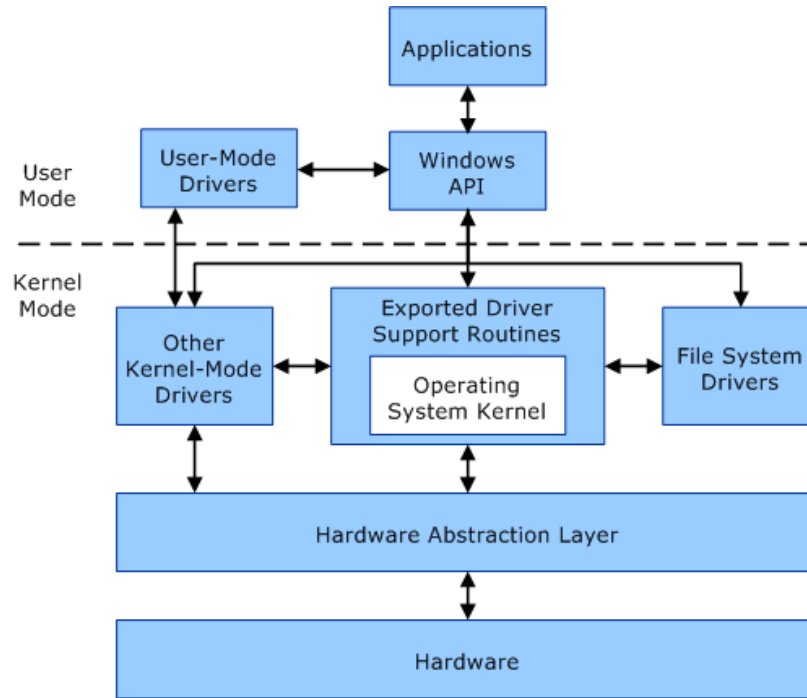 Applications
User-Mode
Drivers
Windows
API
User
Mode
Kernel
Mode
Exported Driver
Support Routines
Other
Kernel-Mode
Drivers
Operating
System Kernel
File System
Drivers
Hardware Abstraction Layer
Hardware